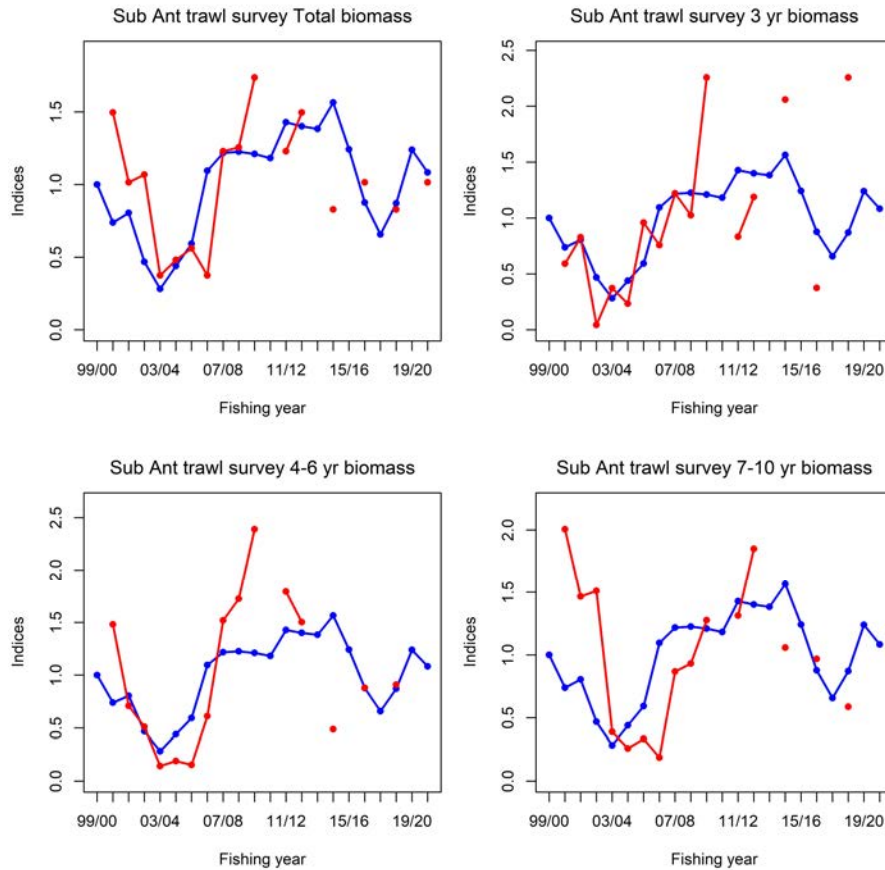 Sub Ant trawl survey Total biomass
Indices
0.0 0.5 1.0 1.5
99/00 03/04 07/08 11/12 15/16 19/20
Fishing year
Sub Ant trawl survey 3 yr biomass
Indices
0.0 0.5 1.0 1.5 2.0 2.5
99/00 03/04 07/08 11/12 15/16 19/20
Fishing year
Sub Ant trawl survey 4-6 yr biomass
Indices
0.0 0.5 1.0 1.5 2.0 2.5
99/00 03/04 07/08 11/12 15/16 19/20
Fishing year
Sub Ant trawl survey 7-10 yr biomass
Indices
0.0 0.5 1.0 1.5 2.0
99/00 03/04 07/08 11/12 15/16 19/20
Fishing year